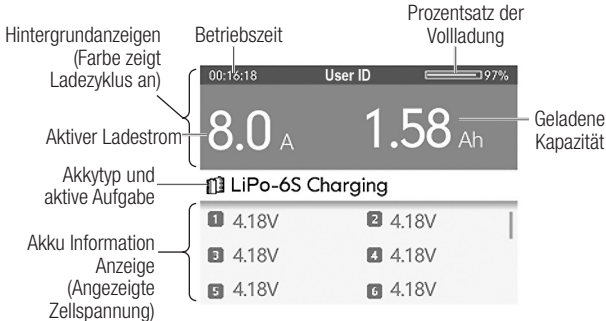 Prozentsatz der
Vollladung
Hintergrundanzeigen
(Farbe zeigt
Ladezyklus an)
Betriebszeit
00:16:18 User ID 97%
Aktiver Ladestrom
8.0 A 1.58 Ah
Geladene
Kapazität
Akkytyp und
aktive Aufgabe
LiPo-6S Charging
Akku Information
Anzeige
(Angezeigte
Zellspannung)
1 4.18V 2 4.18V
3 4.18V 4 4.18V
5 4.18V 6 4.18V